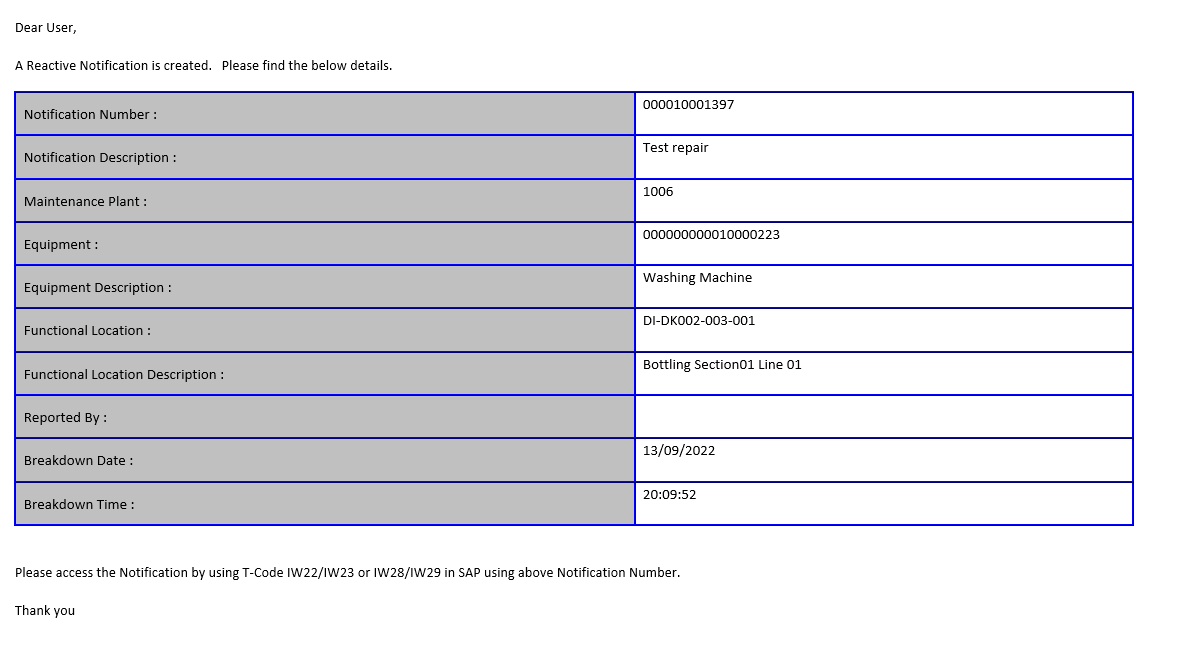 Dear User,
A Reactive Notification is created.   Please find the below details.
Notification Number : 000010001397
Notification Description : Test repair
Maintenance Plant : 1006
Equipment : 000000000010000223
Equipment Description : Washing Machine
Functional Location : DI-DK002-003-001
Functional Location Description : Bottling Section01 Line 01
Reported By :
Breakdown Date : 13/09/2022
Breakdown Time : 20:09:52
Please access the Notification by using T-Code IW22/IW23 or IW28/IW29 in SAP using above Notification Number.
Thank you